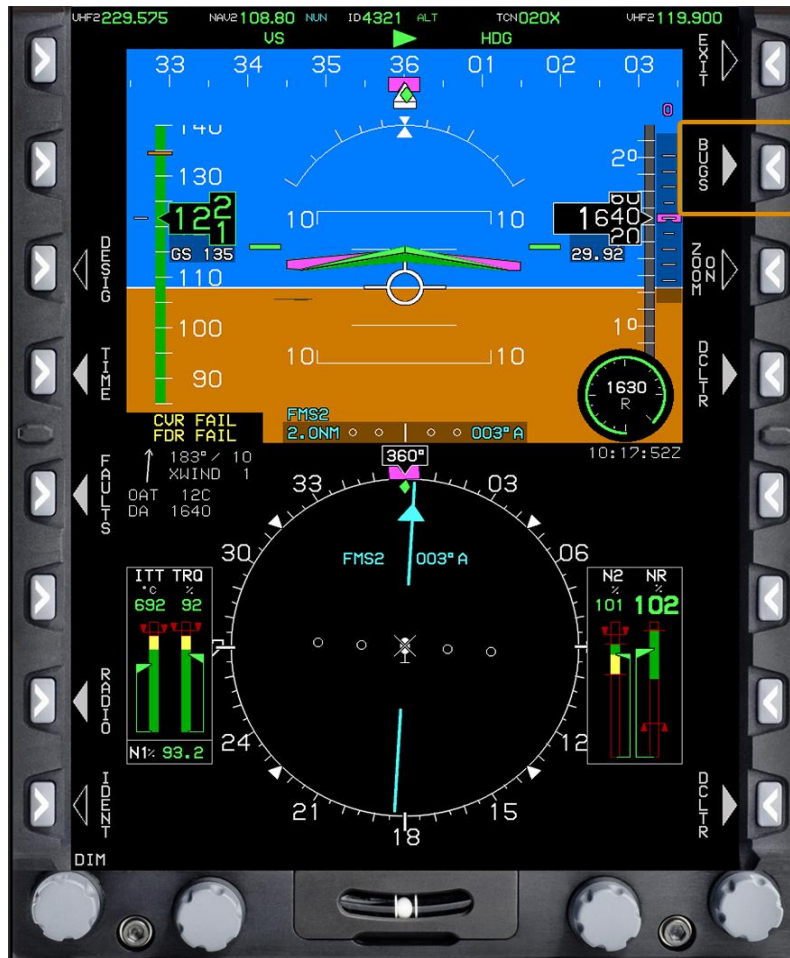 VHF2 229.575 NAV2 108.80 NUN ID 4321 ALT TCN 020X VHF2 119.900
VS HDG
EXIT
33 34 35 36 01 02 03
0
140
130
122
1
GS 135
110
100
90
10 10
10 10
20
1640
60
20
29.92
10
BUGS
ZOOM ON
DCLTR
DESIG
TIME
1630
R
CVR FAIL
FDR FAIL
FMS2
2.0NM 003°A
10:17:52Z
183°/ 10
XWIND 1
OAT 12C
DA 1640
360°
FAULTS
33 03
30 06
FMS2 003°A
ITT TRQ
°C %
692 92
N1% 93.2
N2 NR
% %
101 102
24 12
21 15
18
RADIO
IDENT
DCLTR
DIM